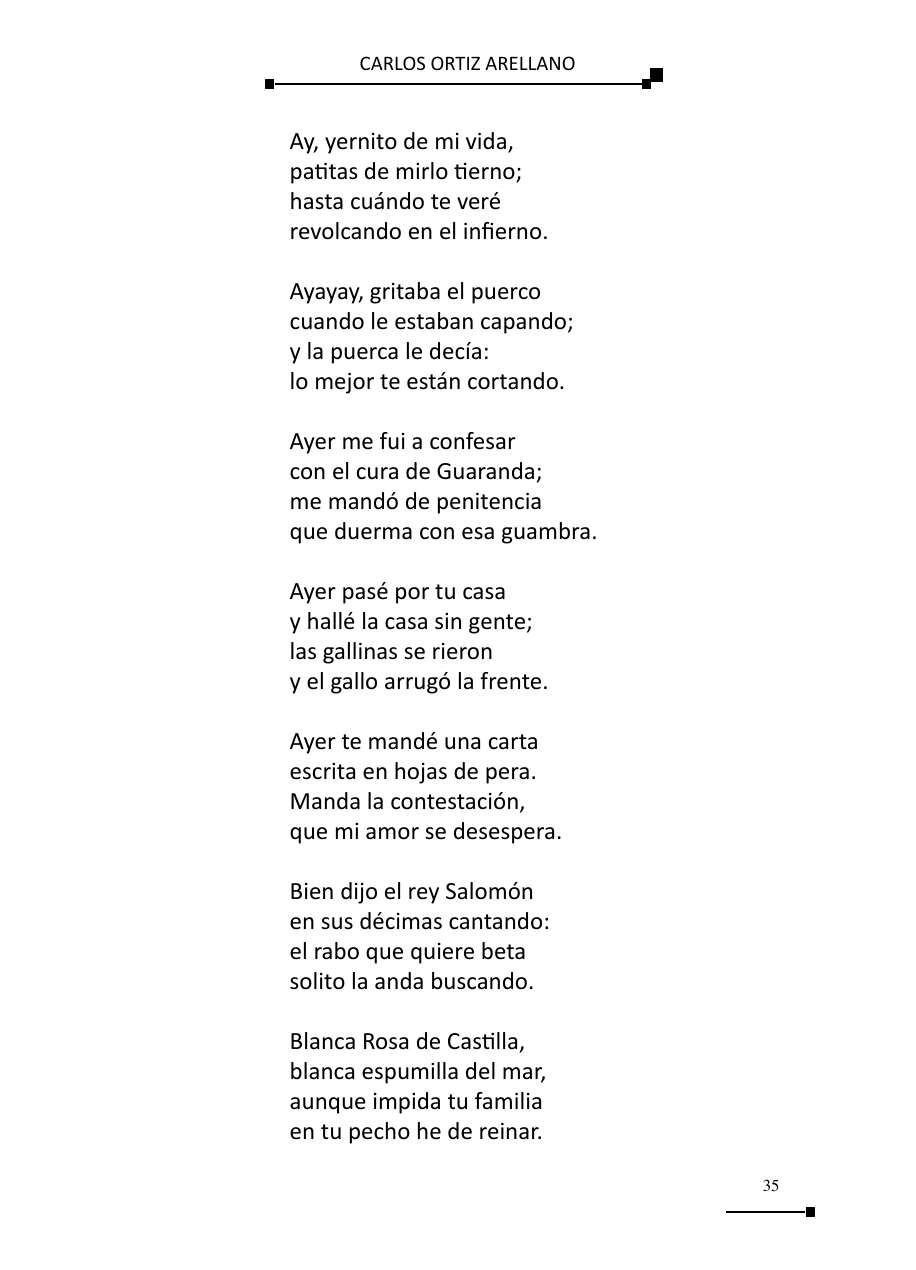 CARLOS ORTIZ ARELLANO
Ay, yernito de mi vida,
patitas de mirlo tierno;
hasta cuándo te veré
revolcando en el infierno.
Ayayay, gritaba el puerco
cuando le estaban capando;
y la puerca le decía:
lo mejor te están cortando.
Ayer me fui a confesar
con el cura de Guaranda;
me mandó de penitencia
que duerma con esa guambra.
Ayer pasé por tu casa
y hallé la casa sin gente;
las gallinas se rieron
y el gallo arrugó la frente.
Ayer te mandé una carta
escrita en hojas de pera.
Manda la contestación,
que mi amor se desespera.
Bien dijo el rey Salomón
en sus décimas cantando:
el rabo que quiere beta
solito la anda buscando.
Blanca Rosa de Castilla,
blanca espumilla del mar,
aunque impida tu familia
en tu pecho he de reinar.
35